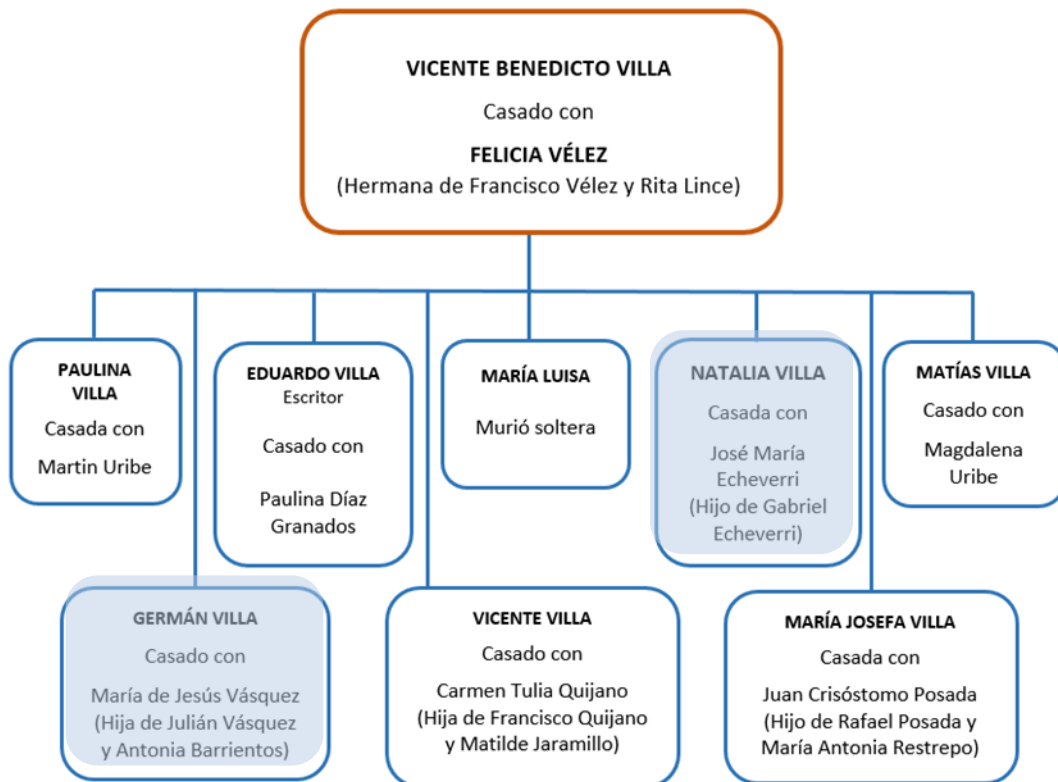 VICENTE BENEDICTO VILLA
Casado con
FELICIA VÉLEZ
(Hermana de Francisco Vélez y Rita Lince)
PAULINA
VILLA
Casada con
Martin Uribe
EDUARDO VILLA
Escritor
Casado con
Paulina Díaz
Granados
MARÍA LUISA
Murió soltera
NATALIA VILLA
Casada con
José María
Echeverri
(Hijo de Gabriel
Echeverri)
MATÍAS VILLA
Casado con
Magdalena
Uribe
GERMÁN VILLA
Casado con
María de Jesús Vásquez
(Hija de Julián Vásquez
y Antonia Barrientos)
VICENTE VILLA
Casado con
Carmen Tulia Quijano
(Hija de Francisco Quijano
y Matilde Jaramillo)
MARÍA JOSEFA VILLA
Casada con
Juan Crisóstomo Posada
(Hijo de Rafael Posada y
María Antonia Restrepo)